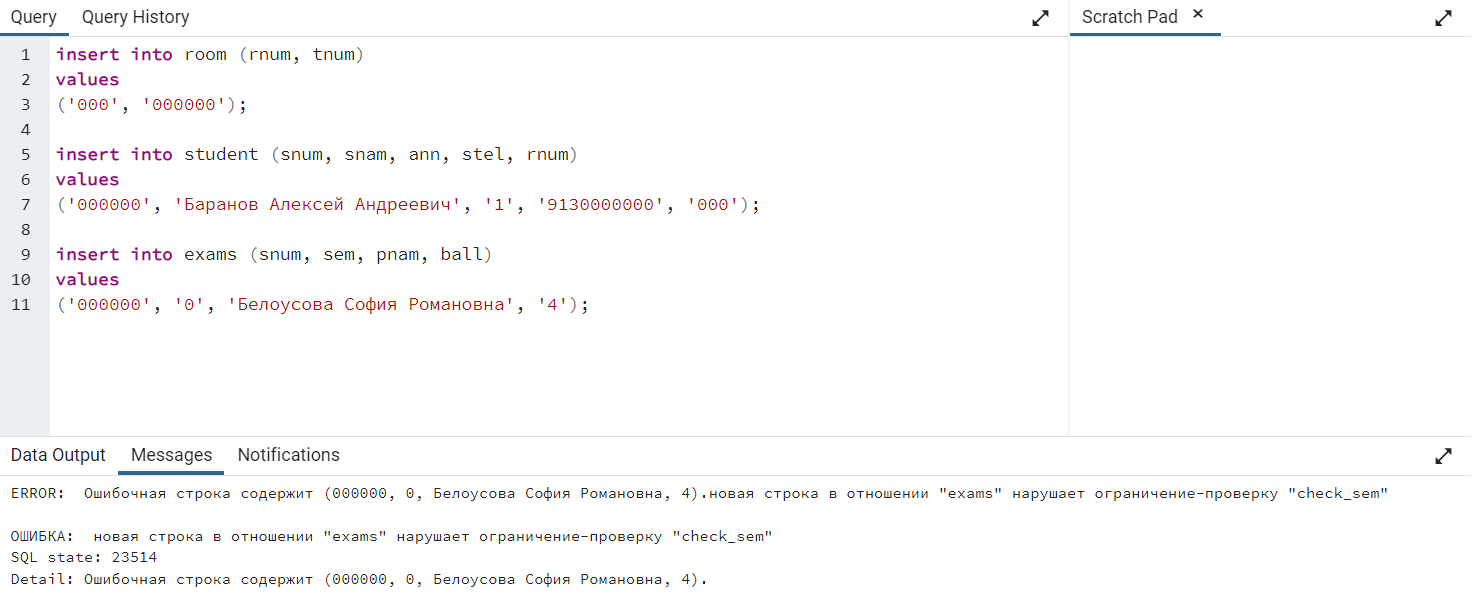 Query Query History Scratch Pad ×
1 insert into room (rnum, tnum)
2 values
3 ('000', '000000');
4
5 insert into student (snum, snam, ann, stel, rnum)
6 values
7 ('000000', 'Баранов Алексей Андреевич', '1', '9130000000', '000');
8
9 insert into exams (snum, sem, pnam, ball)
10 values
11 ('000000', '0', 'Белоусова София Романовна', '4');
Data Output Messages Notifications
ERROR:  Ошибочная строка содержит (000000, 0, Белоусова София Романовна, 4).новая строка в отношении "exams" нарушает ограничение-проверку "check_sem"
ОШИБКА:  новая строка в отношении "exams" нарушает ограничение-проверку "check_sem"
SQL state: 23514
Detail: Ошибочная строка содержит (000000, 0, Белоусова София Романовна, 4).